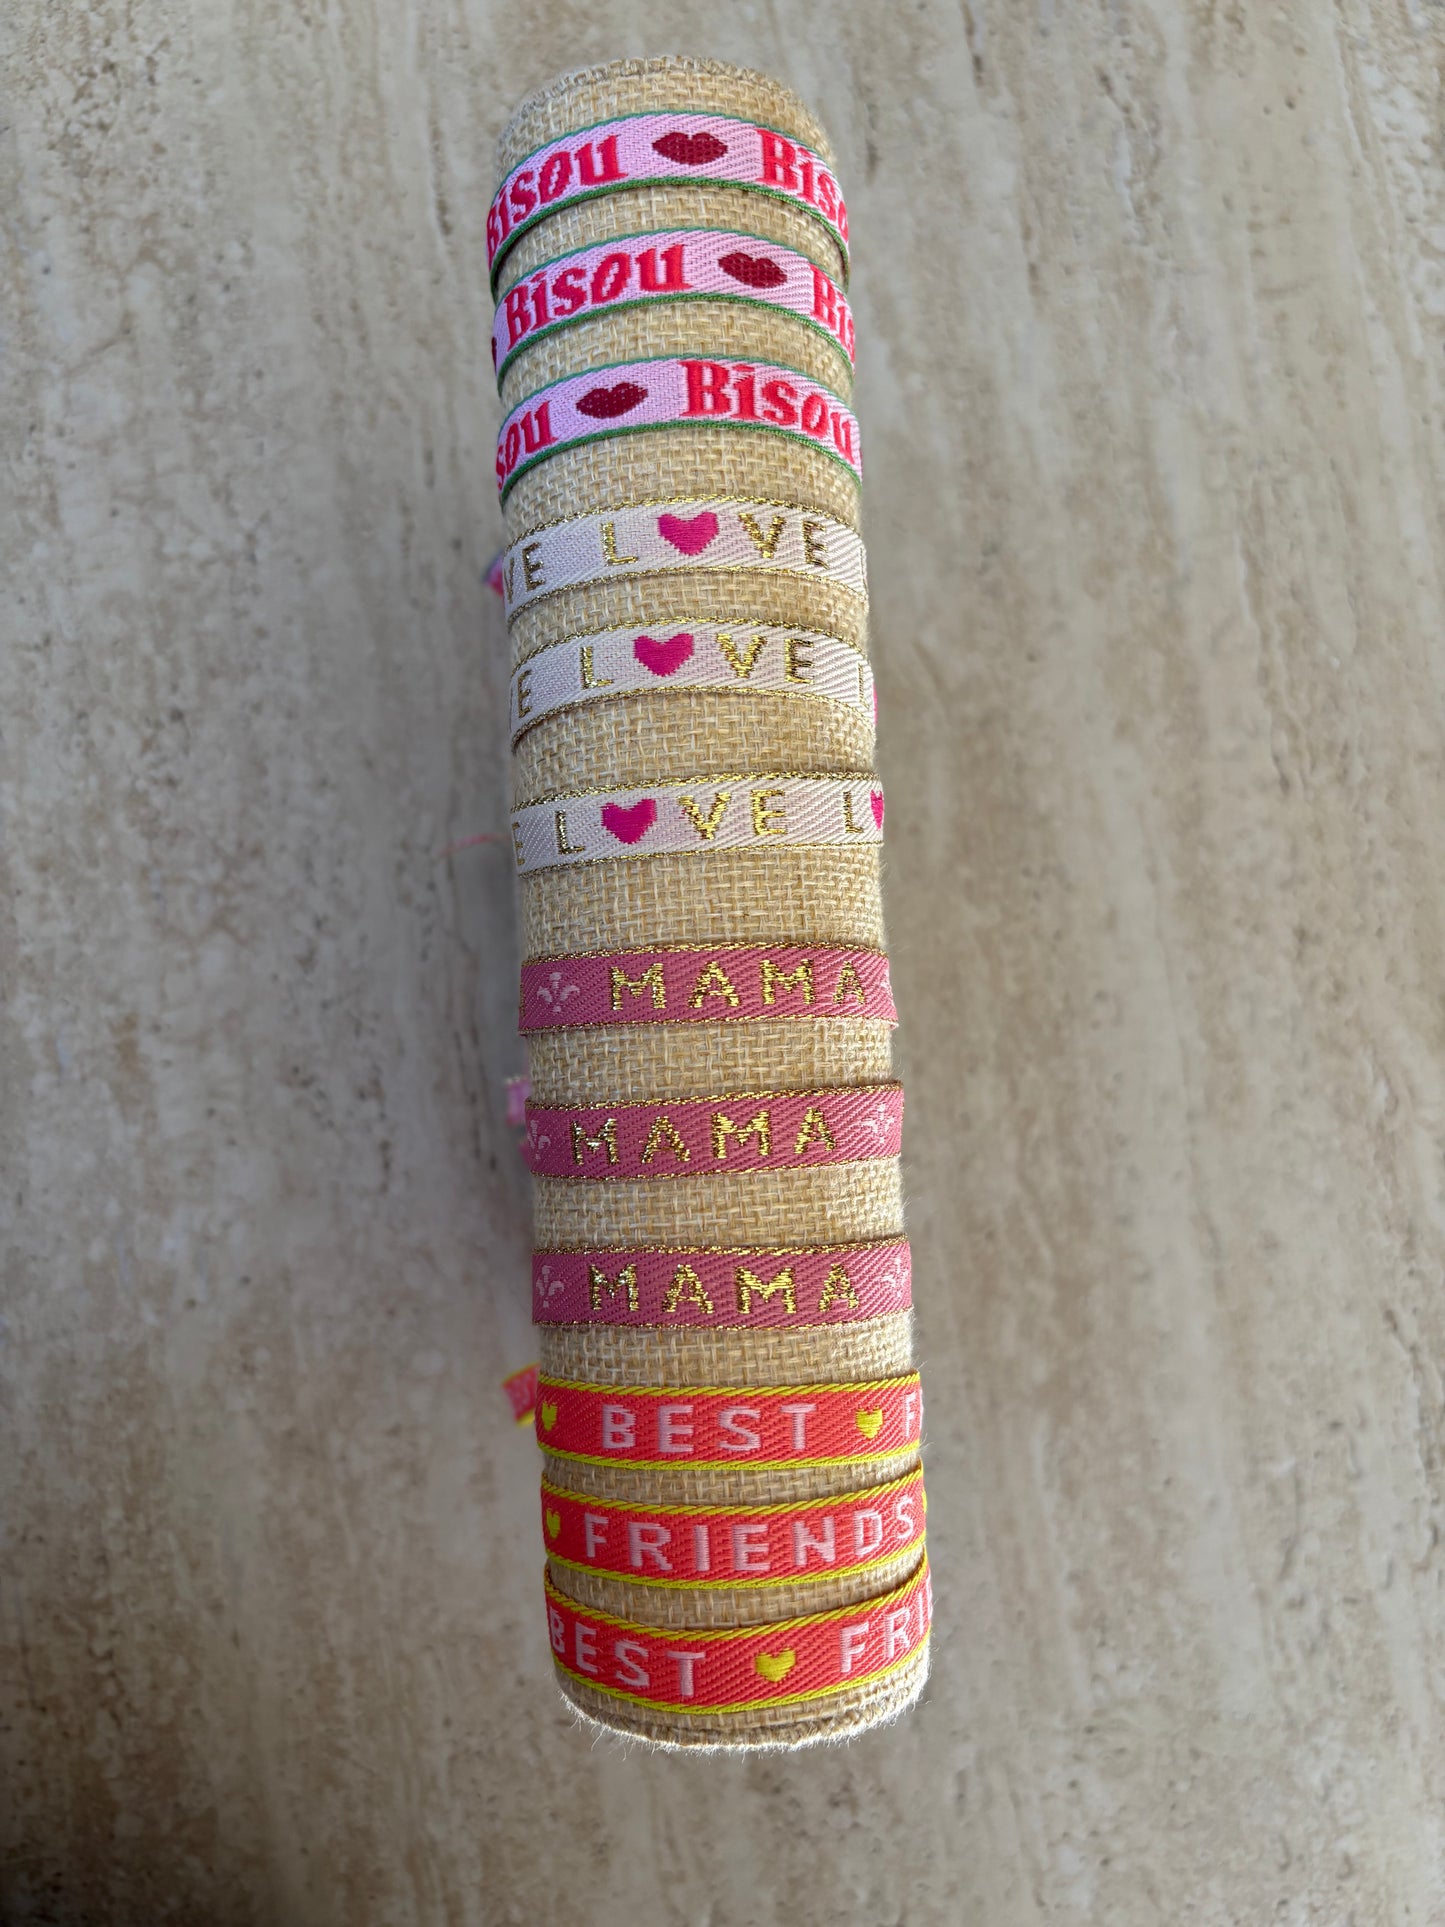 Bisou Bisou
Bisou Bis
sou Bisou
VE LOVE
E LOVE L
E LOVE L
MAMA
MAMA
MAMA
BEST F
FRIENDS
BEST FRI